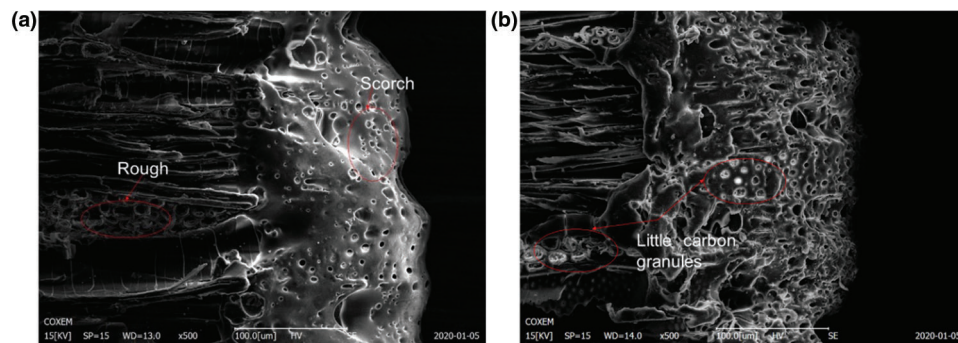 (a)
Scorch
Rough
COXEM
15[KV] SP=15 WD=13.0 x500 100.0[um] HV SE 2020-01-05
(b)
Little carbon
granules
COXEM
15[KV] SP=15 WD=14.0 x500 100.0[um] HV SE 2020-01-05